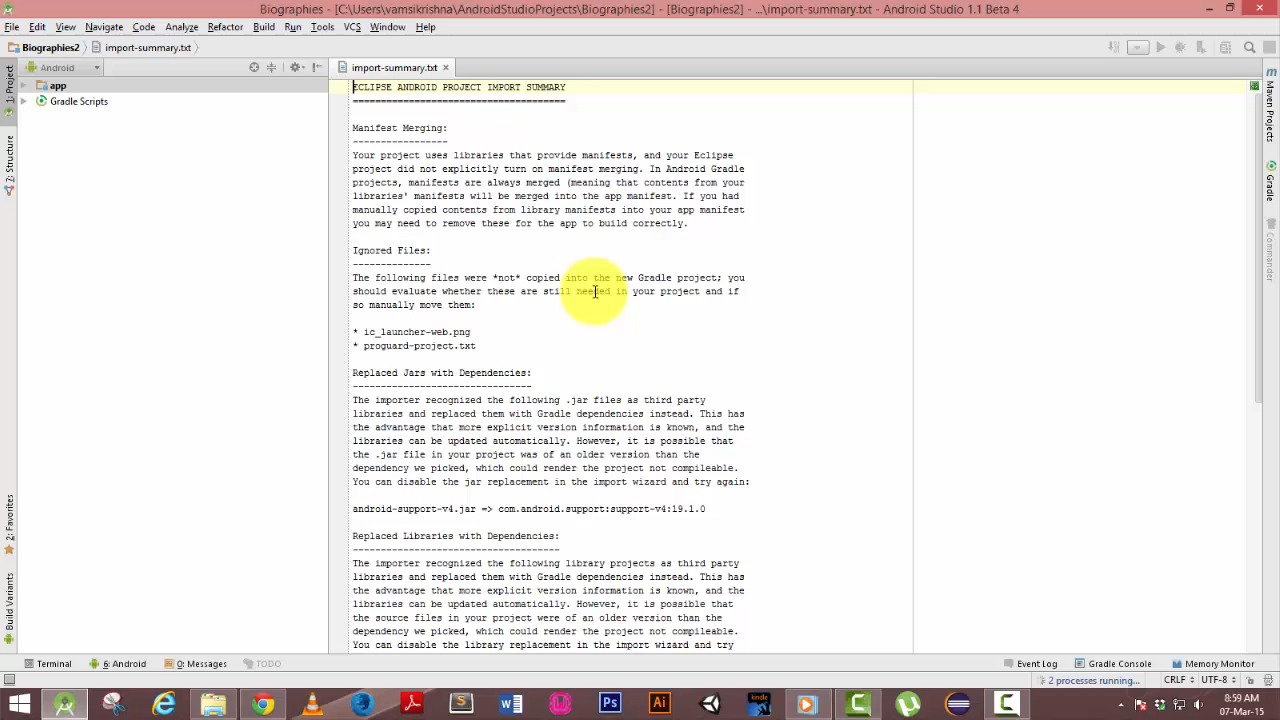 Biographies - [C:\Users\vamsikrishna\AndroidStudioProjects\Biographies2] - [Biographies2] - ...\import-summary.txt - Android Studio 1.1 Beta 4
File Edit View Navigate Code Analyze Refactor Build Run Tools VCS Window Help
Biographies2 import-summary.txt
Android
import-summary.txt
app
Gradle Scripts
1: Project
7: Structure
2: Favorites
Build Variants
Maven Projects
Gradle
Commander
ECLIPSE ANDROID PROJECT IMPORT SUMMARY
======================================
Manifest Merging:
-----------------
Your project uses libraries that provide manifests, and your Eclipse
project did not explicitly turn on manifest merging. In Android Gradle
projects, manifests are always merged (meaning that contents from your
libraries' manifests will be merged into the app manifest. If you had
manually copied contents from library manifests into your app manifest
you may need to remove these for the app to build correctly.
Ignored Files:
--------------
The following files were *not* copied into the new Gradle project; you
should evaluate whether these are still needed in your project and if
so manually move them:
* ic_launcher-web.png
* proguard-project.txt
Replaced Jars with Dependencies:
--------------------------------
The importer recognized the following .jar files as third party
libraries and replaced them with Gradle dependencies instead. This has
the advantage that more explicit version information is known, and the
libraries can be updated automatically. However, it is possible that
the .jar file in your project was of an older version than the
dependency we picked, which could render the project not compileable.
You can disable the jar replacement in the import wizard and try again:
android-support-v4.jar => com.android.support:support-v4:19.1.0
Replaced Libraries with Dependencies:
-------------------------------------
The importer recognized the following library projects as third party
libraries and replaced them with Gradle dependencies instead. This has
the advantage that more explicit version information is known, and the
libraries can be updated automatically. However, it is possible that
the source files in your project were of an older version than the
dependency we picked, which could render the project not compileable.
You can disable the library replacement in the import wizard and try
Terminal 6: Android 0: Messages TODO Event Log Gradle Console Memory Monitor
2 processes running... CRLF UTF-8
W Ps Ai kindle
8:59 AM
07-Mar-15